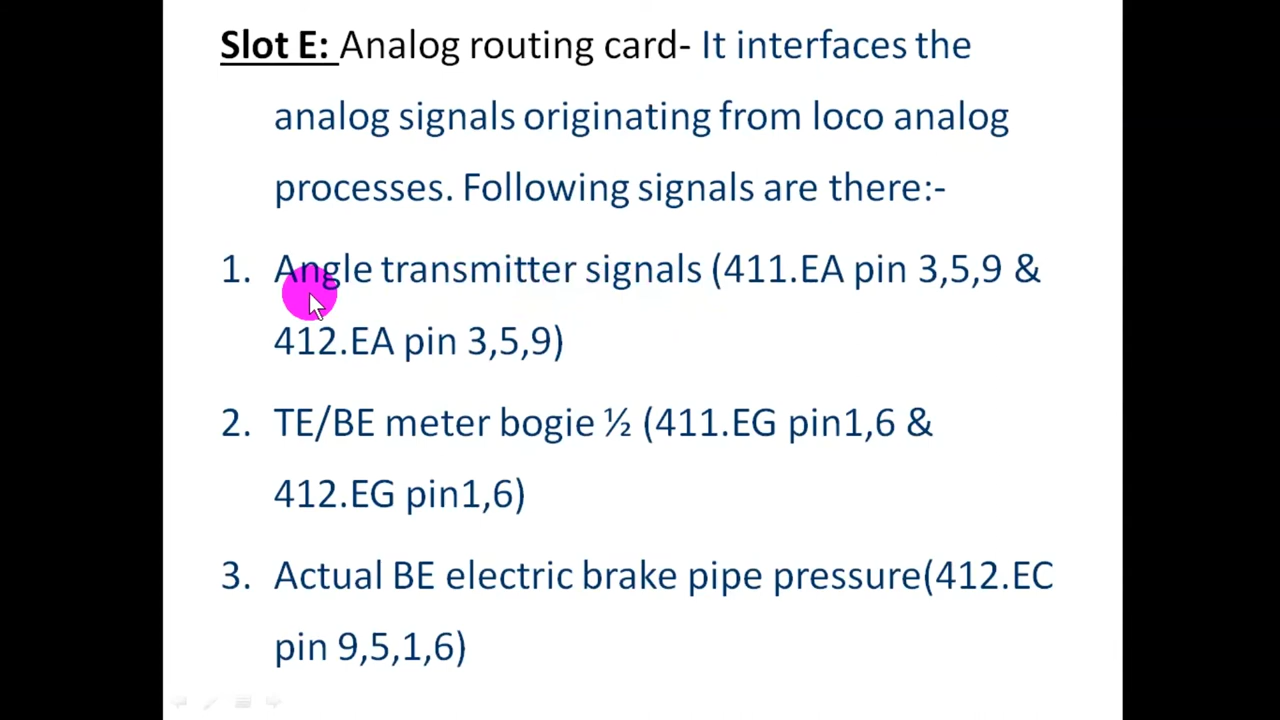 Slot E: Analog routing card- It interfaces the
analog signals originating from loco analog
processes. Following signals are there:-
1. Angle transmitter signals (411.EA pin 3,5,9 &
412.EA pin 3,5,9)
2. TE/BE meter bogie ½ (411.EG pin1,6 &
412.EG pin1,6)
3. Actual BE electric brake pipe pressure(412.EC
pin 9,5,1,6)